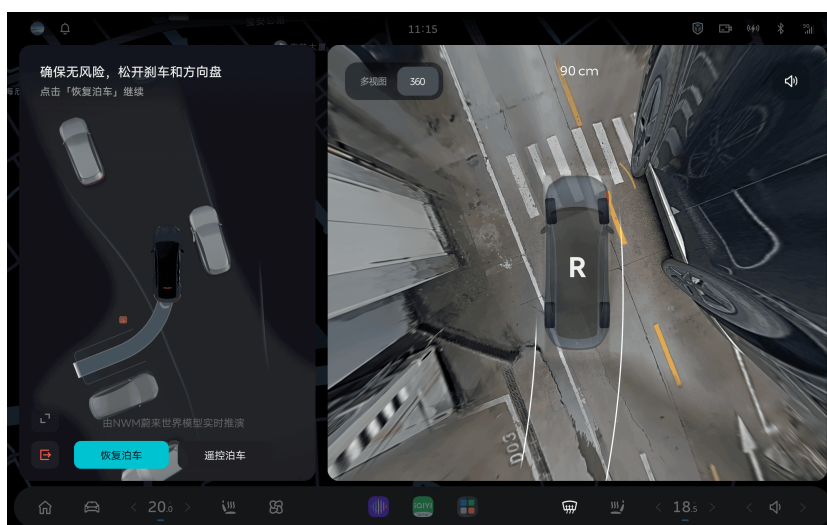 11:15
5G
确保无风险，松开刹车和方向盘
点击「恢复泊车」继续
多视图
360
90 cm
R
D03
由NWM蔚来世界模型实时推演
恢复泊车
遥控泊车
20.0
iQIYI
18.5